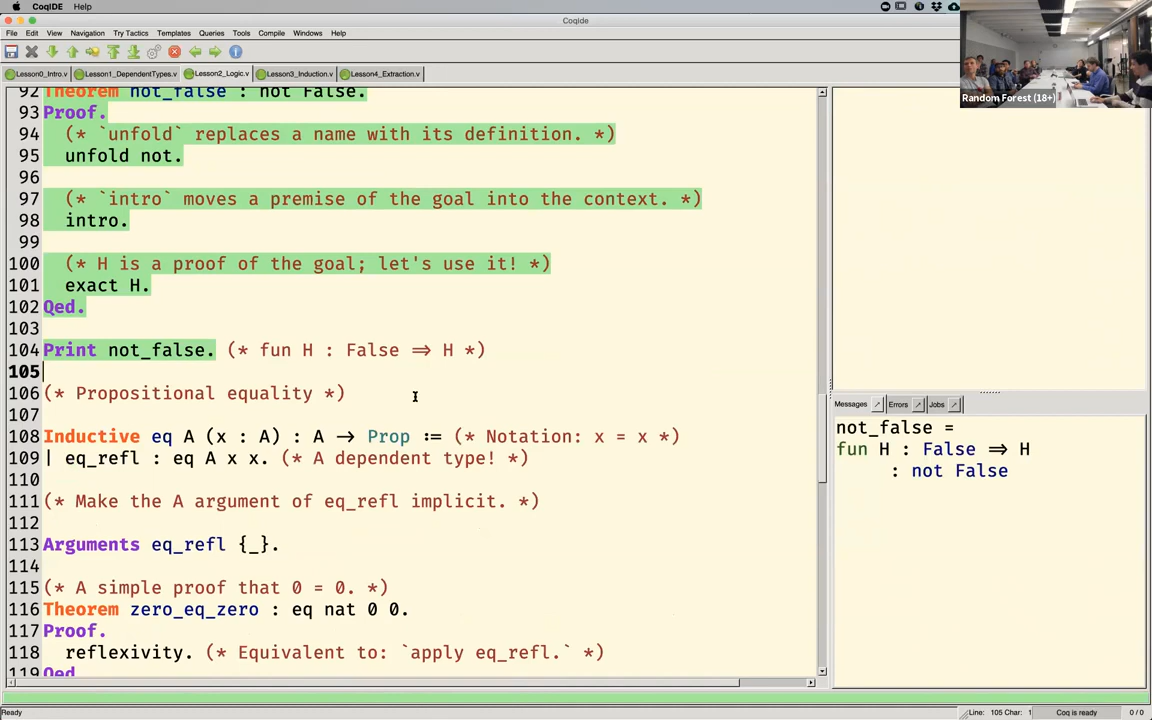 CoqIDE Help
CoqIde
File Edit View Navigation Try Tactics Templates Queries Tools Compile Windows Help
Lesson0_Intro.v Lesson1_DependentTypes.v Lesson2_Logic.v Lesson3_Induction.v Lesson4_Extraction.v
Random Forest (18+)
92 Theorem not_false : not False.
93 Proof.
94 (* `unfold` replaces a name with its definition. *)
95 unfold not.
96
97 (* `intro` moves a premise of the goal into the context. *)
98 intro.
99
100 (* H is a proof of the goal; let's use it! *)
101 exact H.
102 Qed.
103
104 Print not_false. (* fun H : False ⇒ H *)
105
106 (* Propositional equality *)
107
108 Inductive eq A (x : A) : A → Prop := (* Notation: x = x *)
109 | eq_refl : eq A x x. (* A dependent type! *)
110
111 (* Make the A argument of eq_refl implicit. *)
112
113 Arguments eq_refl {_}.
114
115 (* A simple proof that 0 = 0. *)
116 Theorem zero_eq_zero : eq nat 0 0.
117 Proof.
118 reflexivity. (* Equivalent to: `apply eq_refl.` *)
119 Qed
Messages Errors Jobs
not_false =
fun H : False ⇒ H
: not False
Ready
Line: 105 Char: 1
Coq is ready
0 / 0